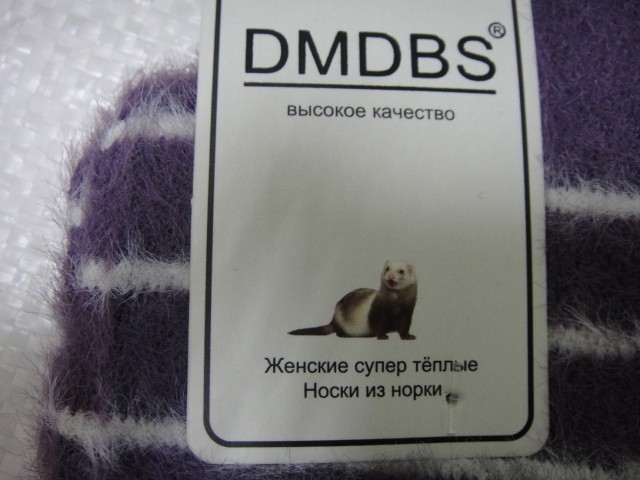 DMDBS®
высокое качество
Женские супер тёплые
Носки из норки